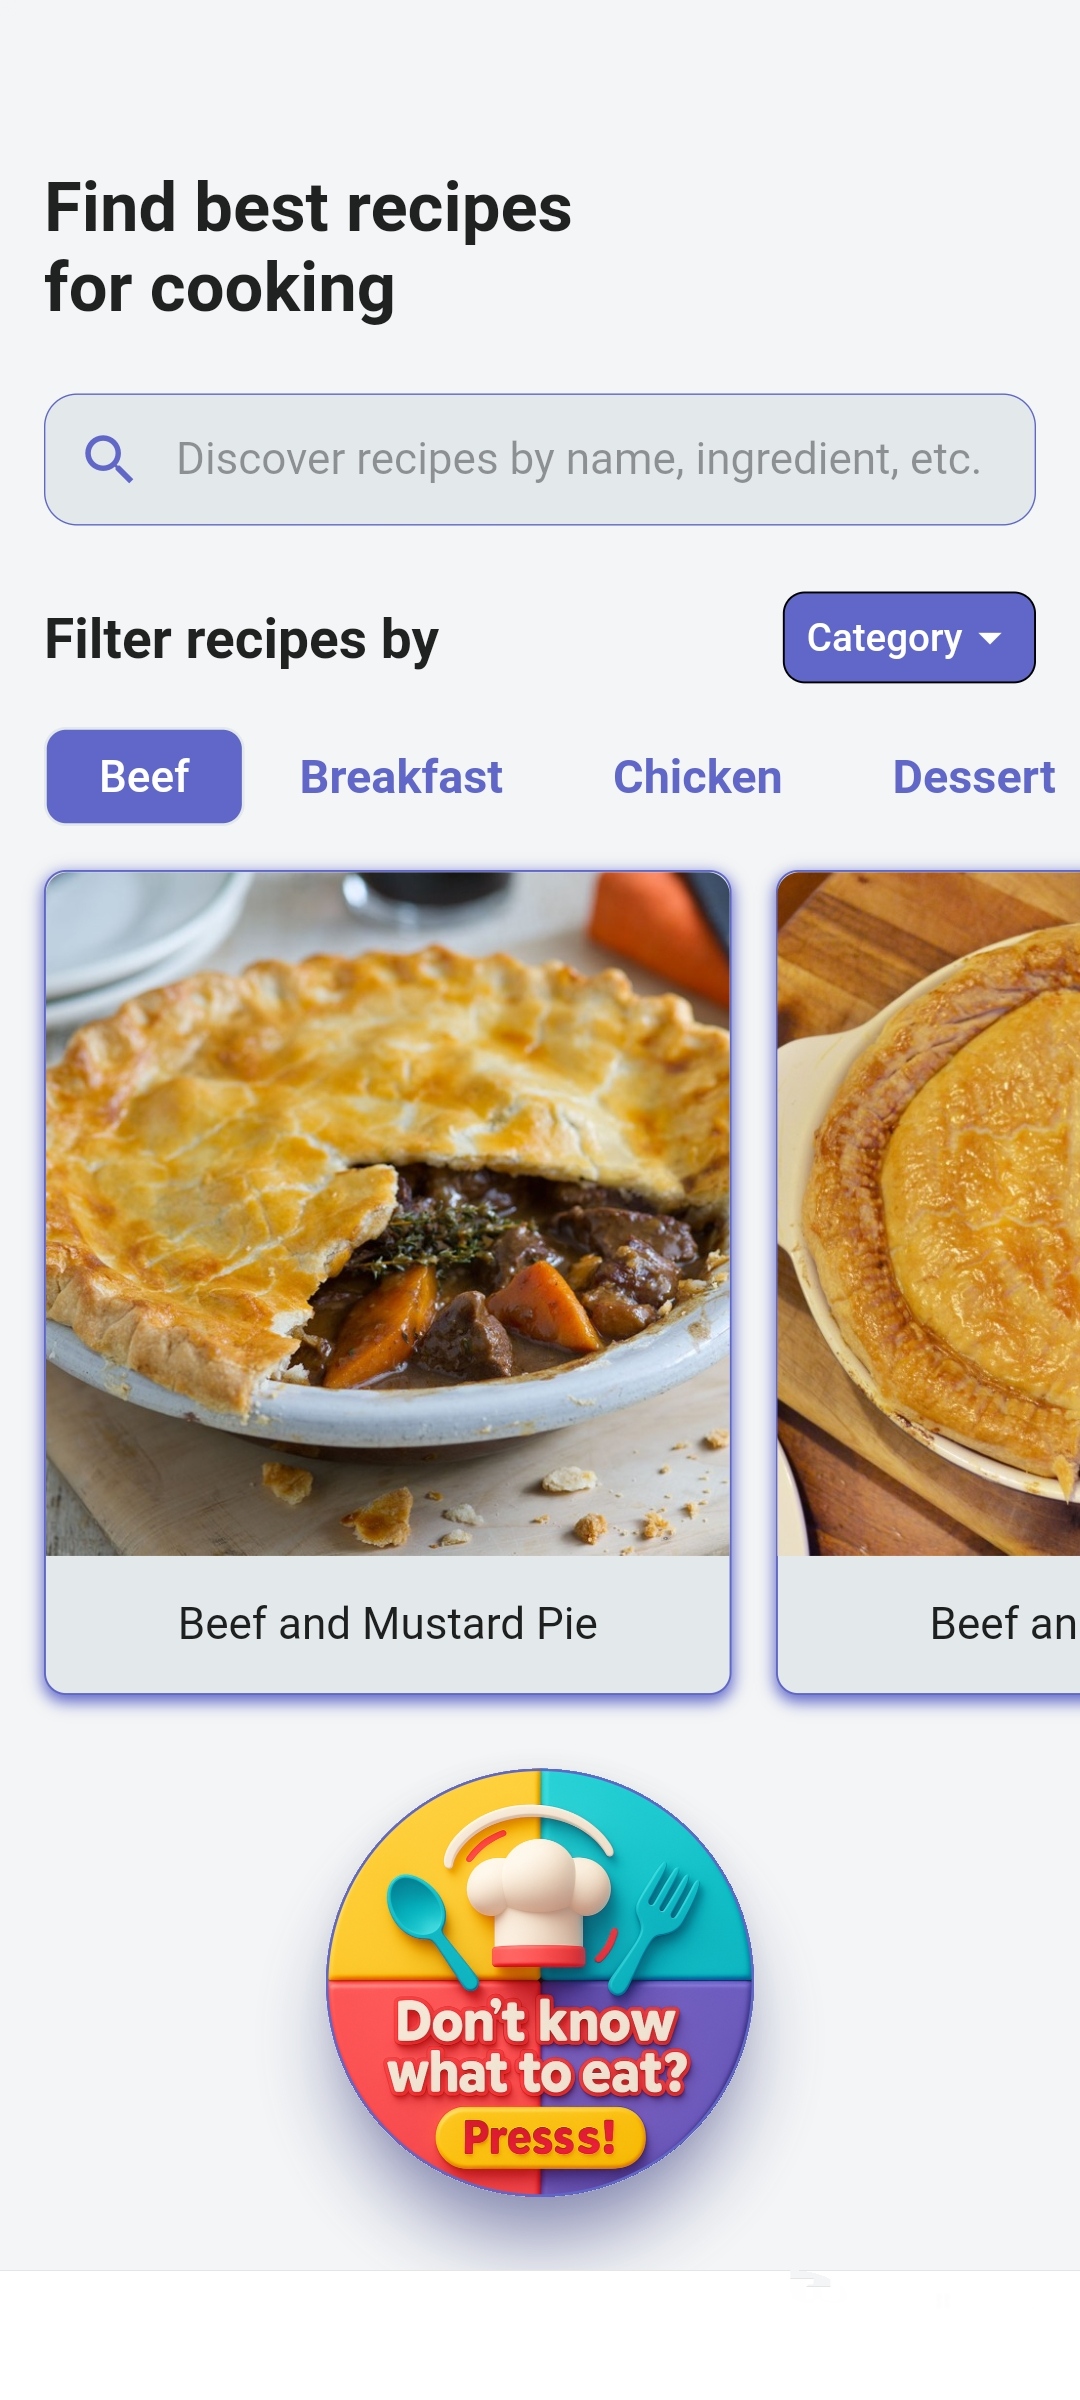 Find best recipes
for cooking
Discover recipes by name, ingredient, etc.
Filter recipes by
Category
Beef
Breakfast
Chicken
Dessert
Beef and Mustard Pie
Beef an
Don't know
what to eat?
Presss!